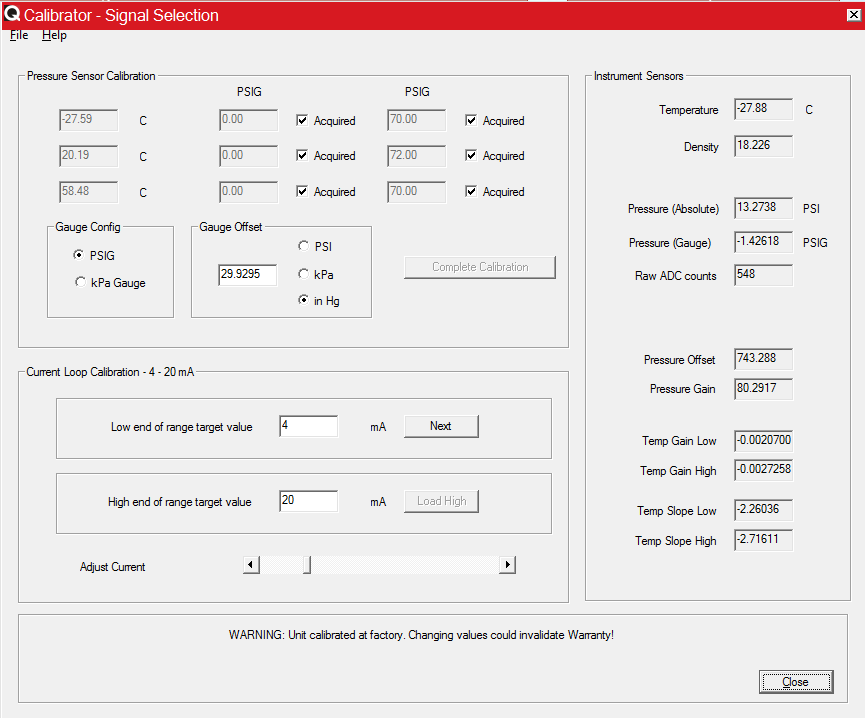 Calibrator - Signal Selection
File Help
Pressure Sensor Calibration
PSIG PSIG
-27.59 C 0.00 Acquired 70.00 Acquired
20.19 C 0.00 Acquired 72.00 Acquired
58.48 C 0.00 Acquired 70.00 Acquired
Gauge Config
PSIG
kPa Gauge
Gauge Offset
29.9295
PSI
kPa
in Hg
Complete Calibration
Current Loop Calibration - 4 - 20 mA
Low end of range target value 4 mA Next
High end of range target value 20 mA Load High
Adjust Current
Instrument Sensors
Temperature -27.88 C
Density 18.226
Pressure (Absolute) 13.2738 PSI
Pressure (Gauge) -1.42618 PSIG
Raw ADC counts 548
Pressure Offset 743.288
Pressure Gain 80.2917
Temp Gain Low -0.0020700
Temp Gain High -0.0027258
Temp Slope Low -2.26036
Temp Slope High -2.71611
WARNING: Unit calibrated at factory. Changing values could invalidate Warranty!
Close